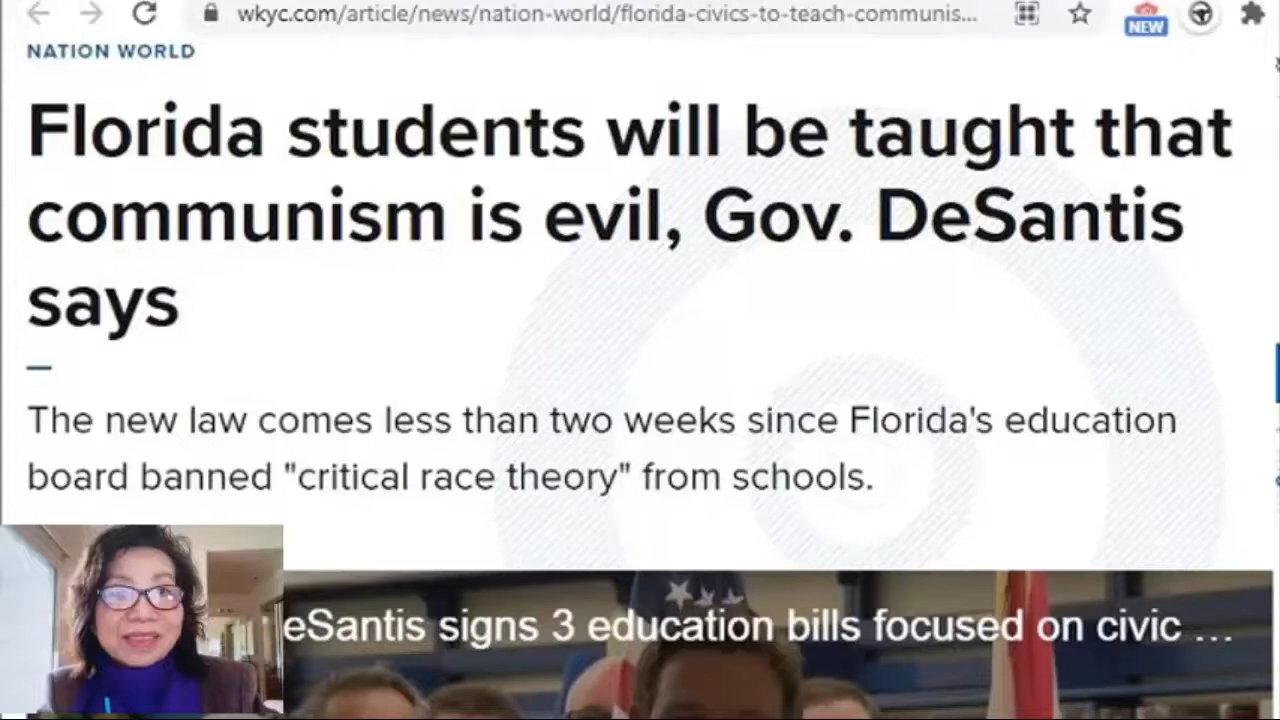 wkyc.com/article/news/nation-world/florida-civics-to-teach-communis...
NEW
NATION WORLD
Florida students will be taught that
communism is evil, Gov. DeSantis
says
The new law comes less than two weeks since Florida's education
board banned "critical race theory" from schools.
eSantis signs 3 education bills focused on civic ...